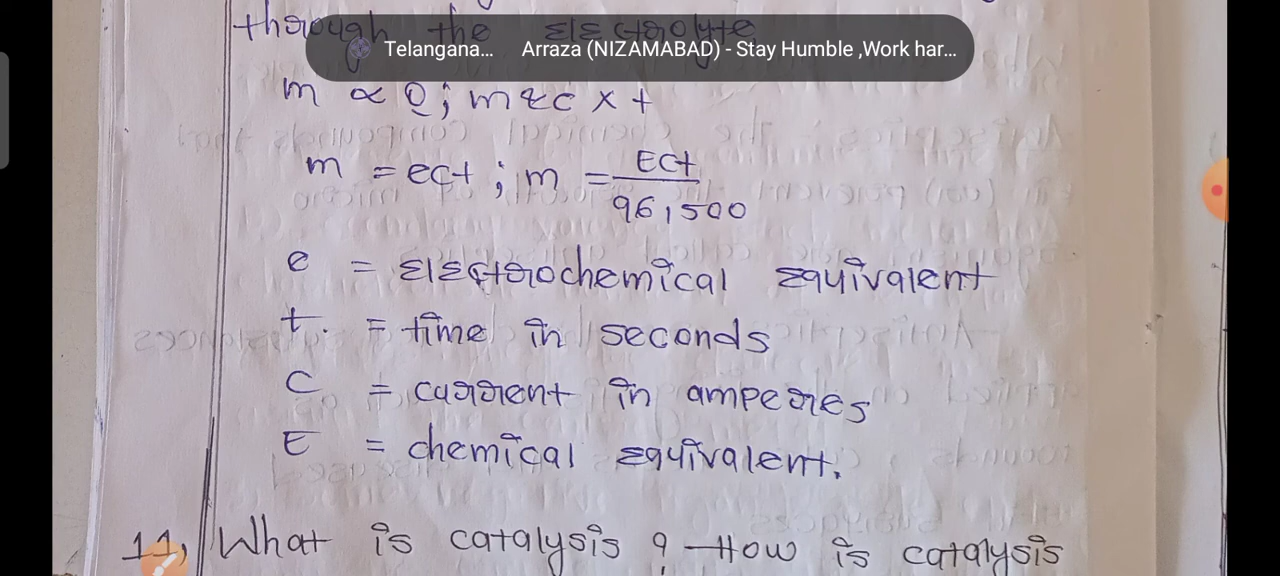 through the electrolyte
Telangana... Arraza (NIZAMABAD) - Stay Humble ,Work har...
m ∝ Q; m ∝ c x t
m = ect ; m = Ect / 96,500
e = Electrochemical equivalent
t. = time in seconds
C = current in amperes
E = chemical equivalent.
11, What is catalysis ? How is catalysis